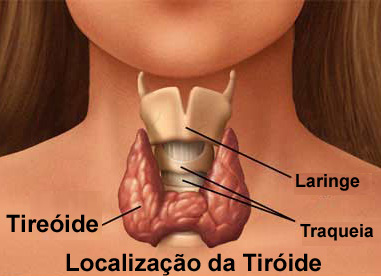 Laringe
Tireóide
Traqueia
Localização da Tiróide